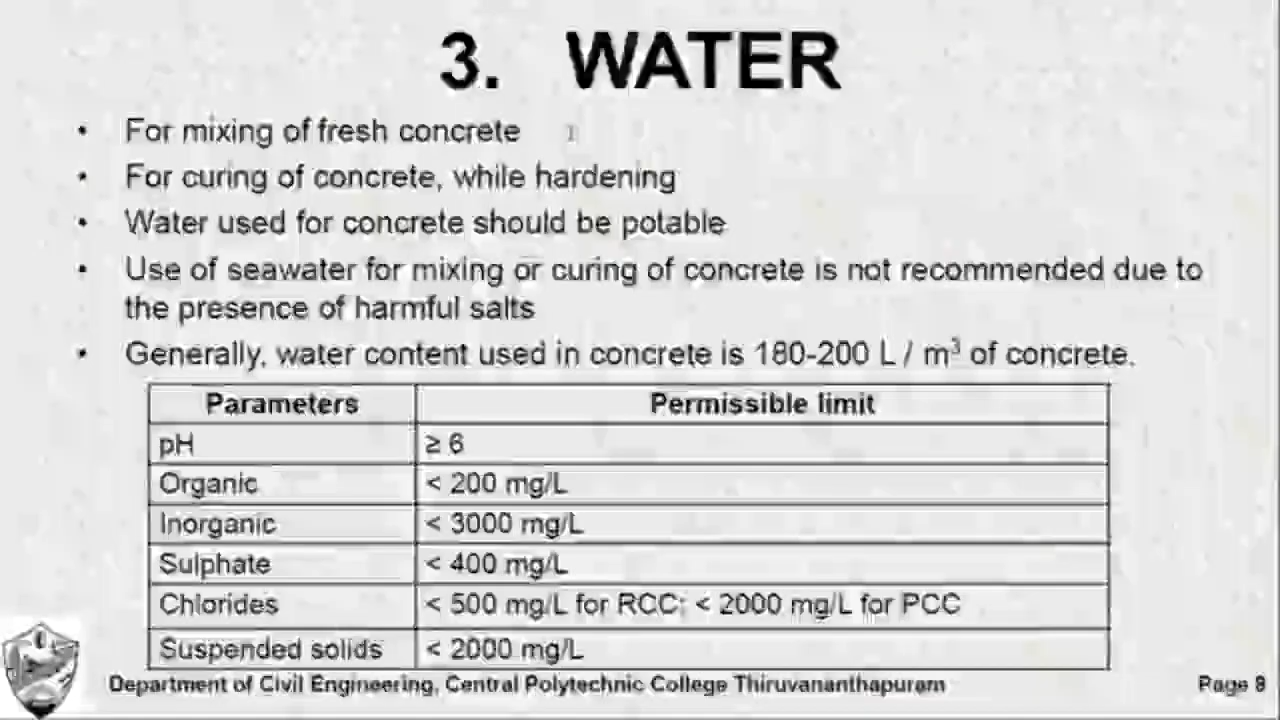 3. WATER
• For mixing of fresh concrete
• For curing of concrete, while hardening
• Water used for concrete should be potable
• Use of seawater for mixing or curing of concrete is not recommended due to
the presence of harmful salts
• Generally, water content used in concrete is 180-200 L / m³ of concrete.
Parameters Permissible limit
pH ≥ 6
Organic < 200 mg/L
Inorganic < 3000 mg/L
Sulphate < 400 mg/L
Chlorides < 500 mg/L for RCC; < 2000 mg/L for PCC
Suspended solids < 2000 mg/L
Department of Civil Engineering, Central Polytechnic College Thiruvananthapuram Page 8